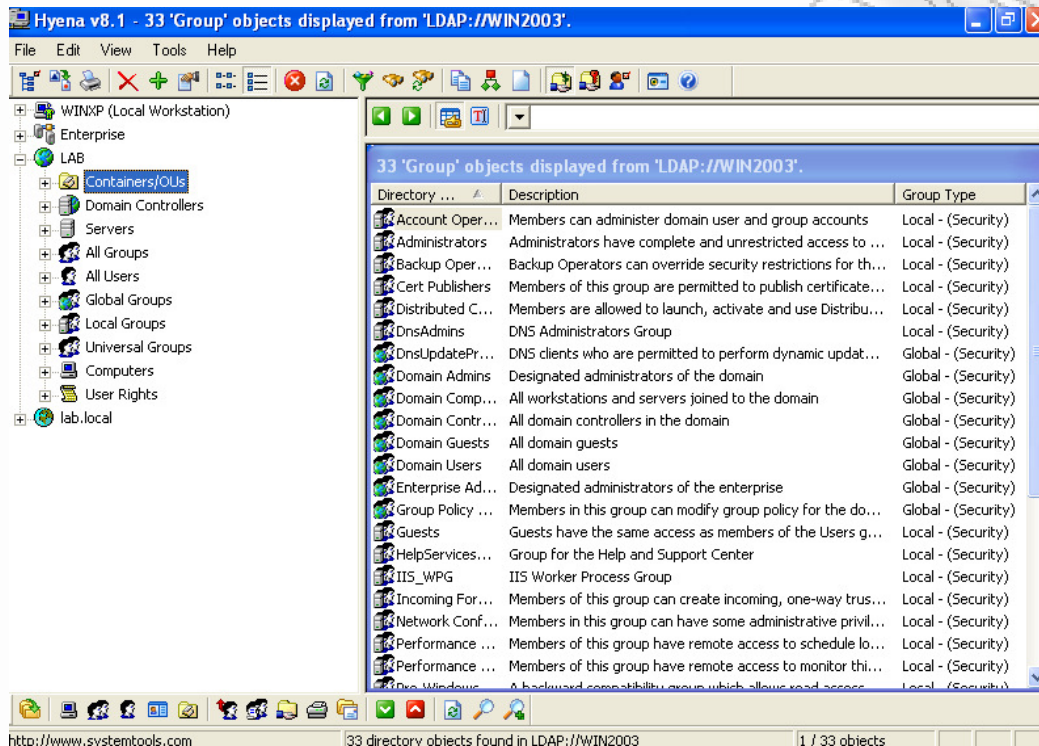 Hyena v8.1 - 33 'Group' objects displayed from 'LDAP://WIN2003'.
File Edit View Tools Help
WINXP (Local Workstation)
Enterprise
LAB
Containers/OUs
Domain Controllers
Servers
All Groups
All Users
Global Groups
Local Groups
Universal Groups
Computers
User Rights
lab.local
33 'Group' objects displayed from 'LDAP://WIN2003'.
Directory ... Description Group Type
Account Oper... Members can administer domain user and group accounts Local - (Security)
Administrators Administrators have complete and unrestricted access to ... Local - (Security)
Backup Oper... Backup Operators can override security restrictions for th... Local - (Security)
Cert Publishers Members of this group are permitted to publish certificate... Local - (Security)
Distributed C... Members are allowed to launch, activate and use Distribu... Local - (Security)
DnsAdmins DNS Administrators Group Local - (Security)
DnsUpdatePr... DNS clients who are permitted to perform dynamic updat... Global - (Security)
Domain Admins Designated administrators of the domain Global - (Security)
Domain Comp... All workstations and servers joined to the domain Global - (Security)
Domain Contr... All domain controllers in the domain Global - (Security)
Domain Guests All domain guests Global - (Security)
Domain Users All domain users Global - (Security)
Enterprise Ad... Designated administrators of the enterprise Global - (Security)
Group Policy ... Members in this group can modify group policy for the do... Global - (Security)
Guests Guests have the same access as members of the Users g... Local - (Security)
HelpServices... Group for the Help and Support Center Local - (Security)
IIS_WPG IIS Worker Process Group Local - (Security)
Incoming For... Members of this group can create incoming, one-way trus... Local - (Security)
Network Conf... Members in this group can have some administrative privil... Local - (Security)
Performance ... Members of this group have remote access to schedule lo... Local - (Security)
Performance ... Members of this group have remote access to monitor thi... Local - (Security)
Pre-Windows A backward compatibility group which allows read access Local - (Security)
http://www.systemtools.com 33 directory objects found in LDAP://WIN2003 1 / 33 objects